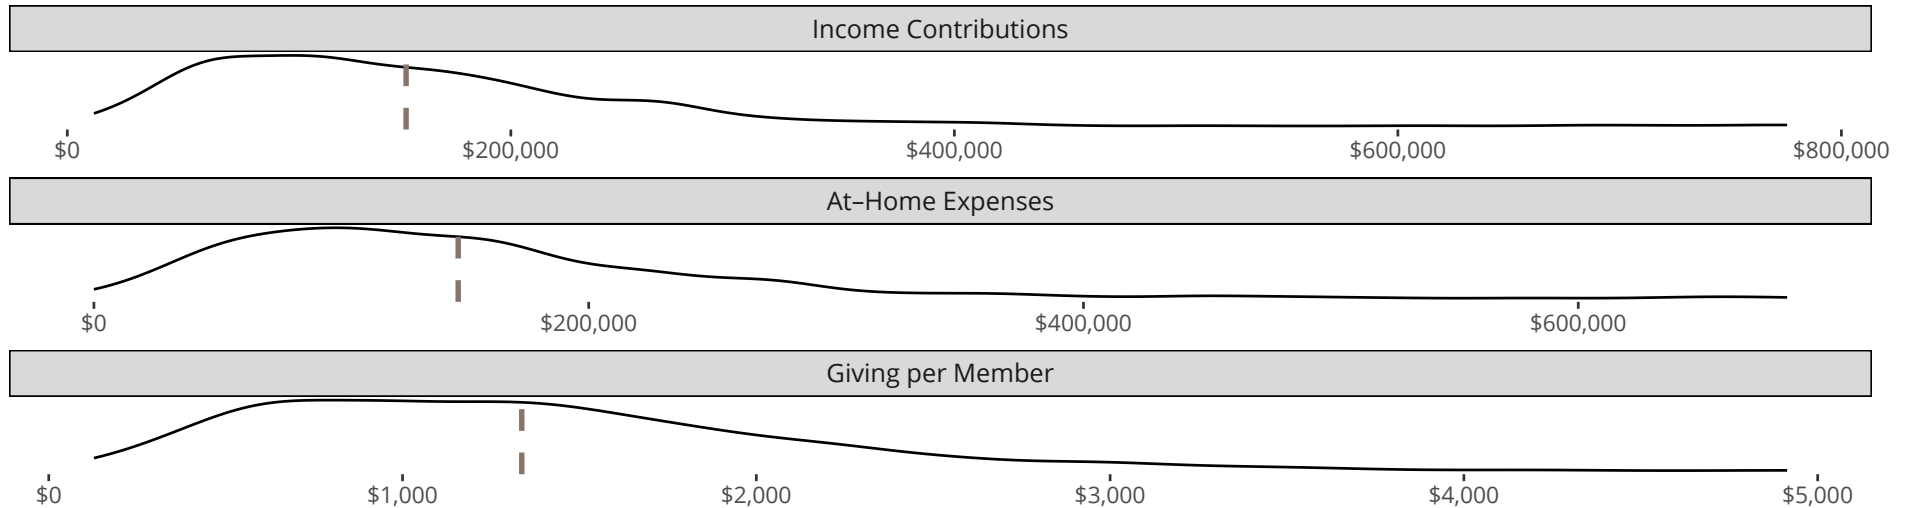 Income Contributions
$0 $200,000 $400,000 $600,000 $800,000
At–Home Expenses
$0 $200,000 $400,000 $600,000
Giving per Member
$0 $1,000 $2,000 $3,000 $4,000 $5,000